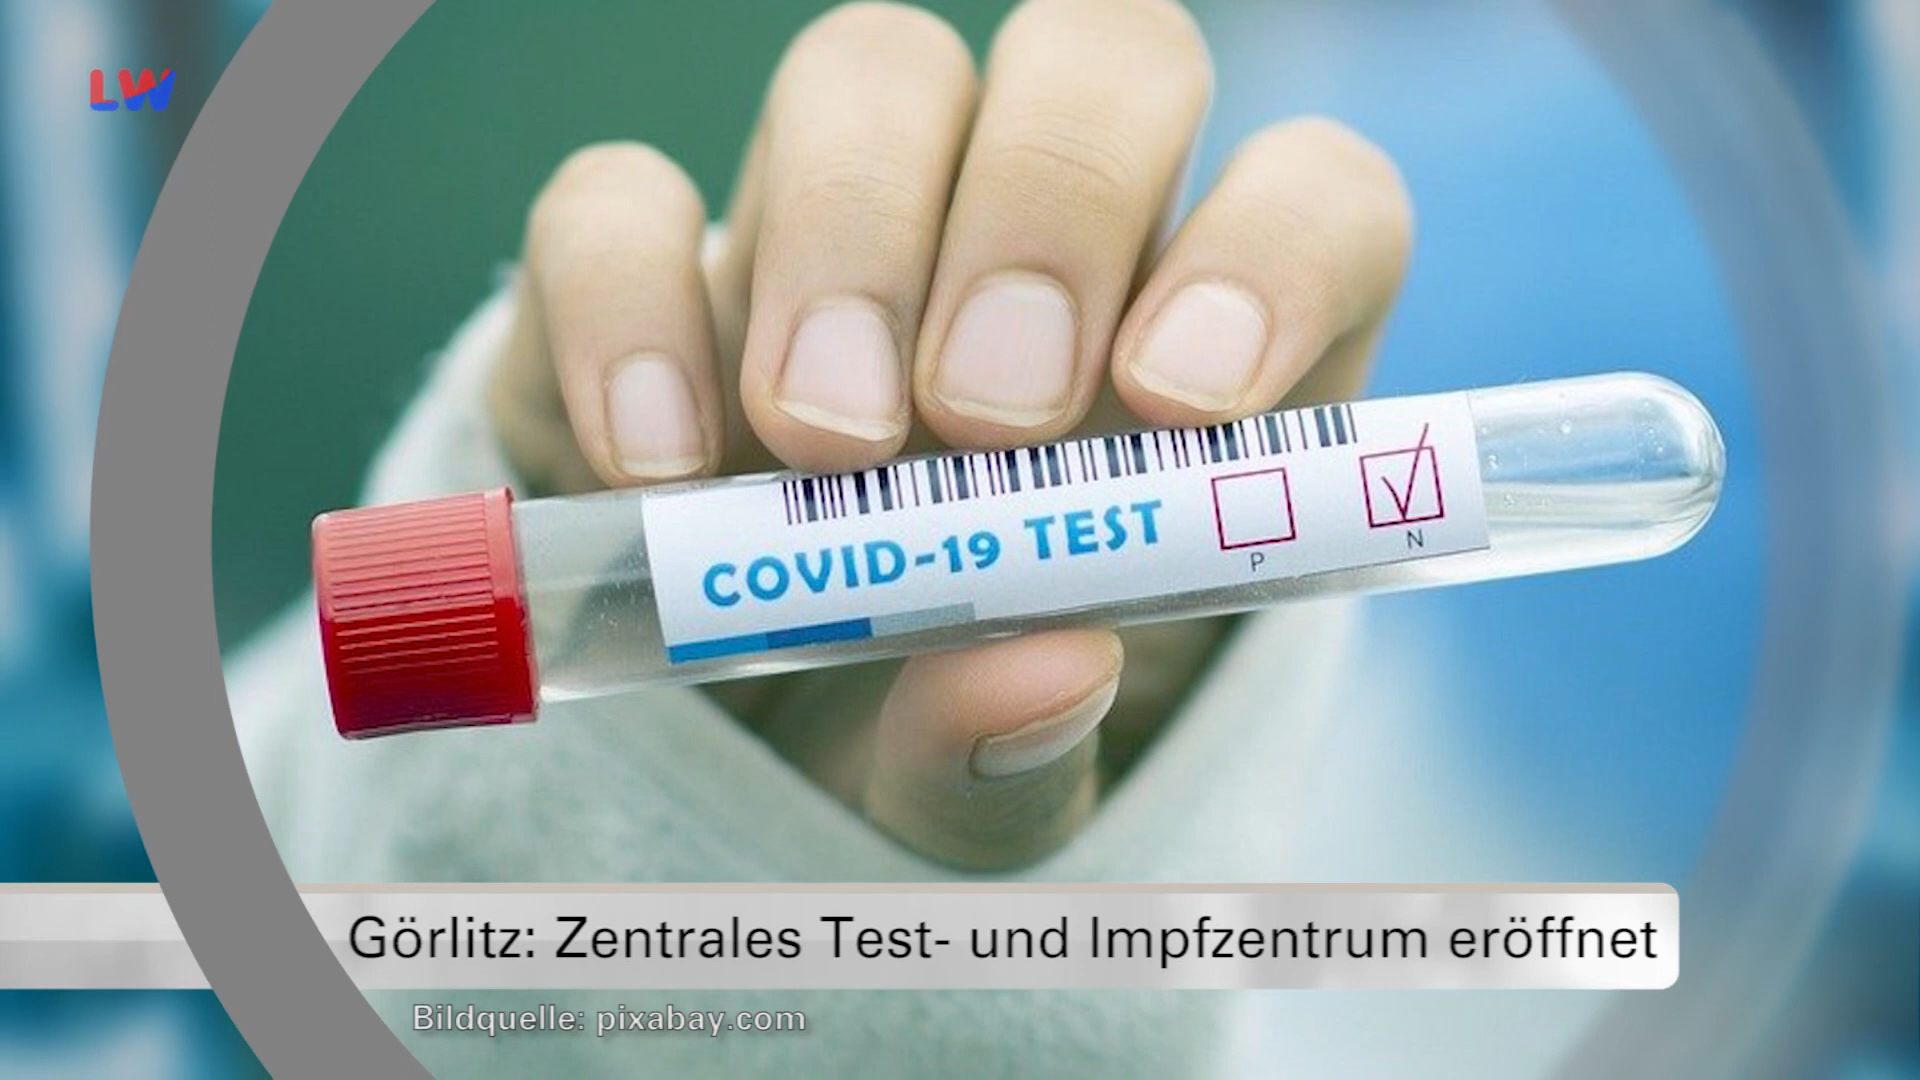 LW
COVID-19 TEST
P
N
Görlitz: Zentrales Test- und Impfzentrum eröffnet
Bildquelle: pixabay.com